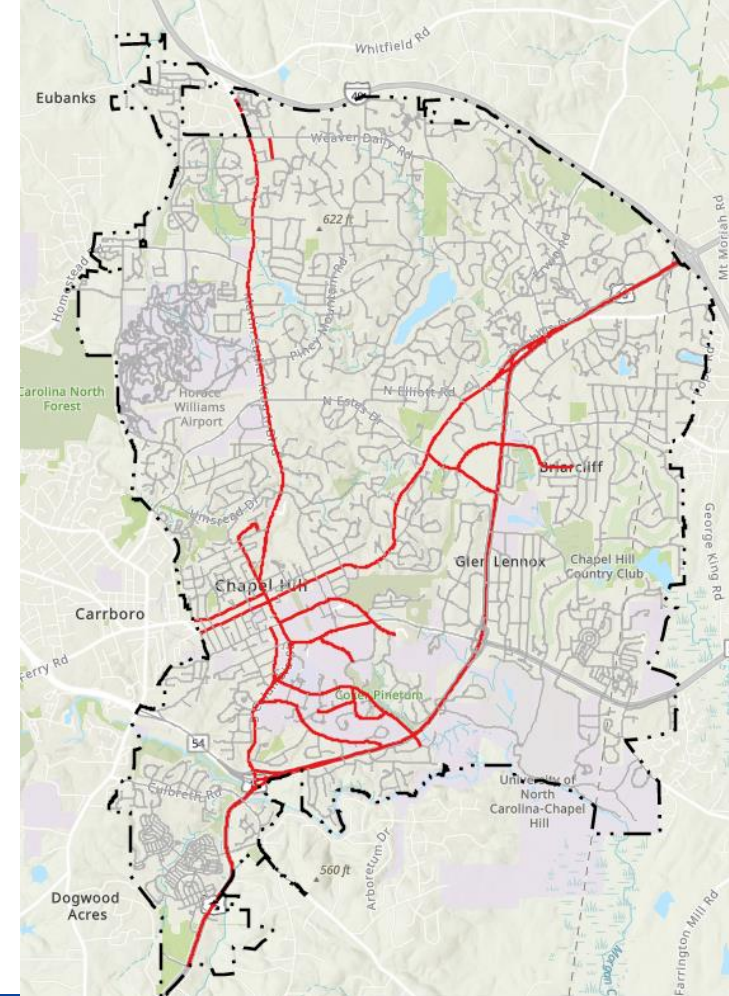 Whitfield Rd
Eubanks
40
Weaver Dairy Rd
Mt Moriah Rd
622 ft
Erwin Rd
Homestead
Piney Mountain Rd
Carolina North
Forest
Horace
Williams
Airport
N Elliott Rd
N Estes Dr
Briarcliff
Umstead Dr
George King Rd
Glen Lennox
Chapel Hill
Country Club
Chapel Hill
Carrboro
Ferry Rd
Coker Pinetum
54
Culbreth Rd
University of
North
Carolina-Chapel
Hill
560 ft
Arboretum Dr
Dogwood
Acres
Farrington Mill Rd
Morgan C